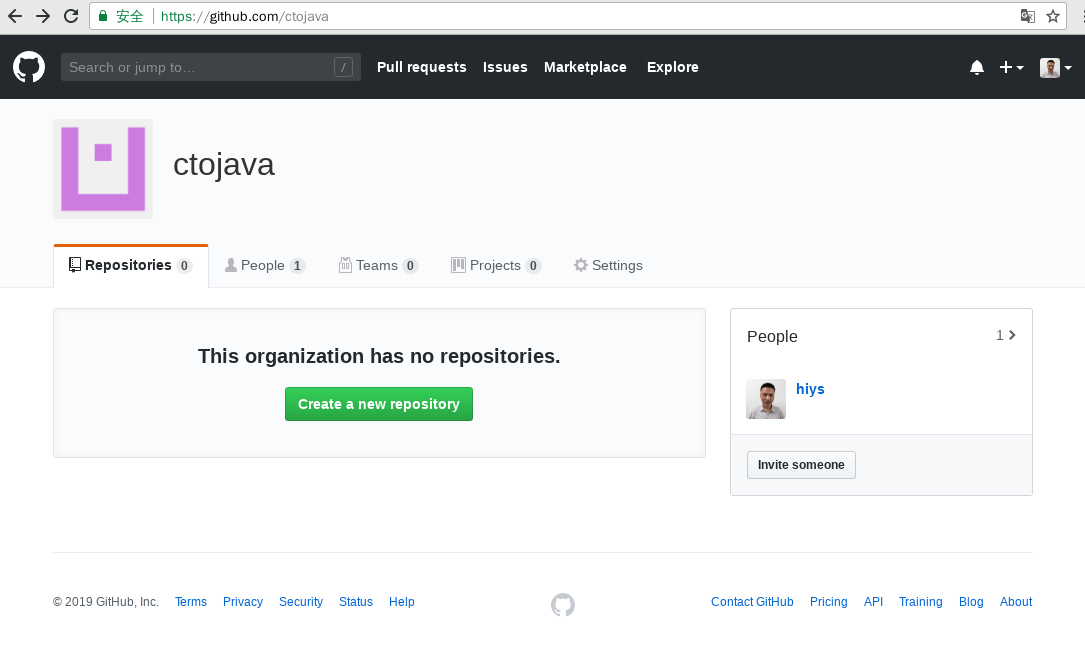 安全 https://github.com/ctojava
Search or jump to… /
Pull requests Issues Marketplace Explore
ctojava
Repositories 0 People 1 Teams 0 Projects 0 Settings
This organization has no repositories.
Create a new repository
People 1
hiys
Invite someone
© 2019 GitHub, Inc. Terms Privacy Security Status Help Contact GitHub Pricing API Training Blog About